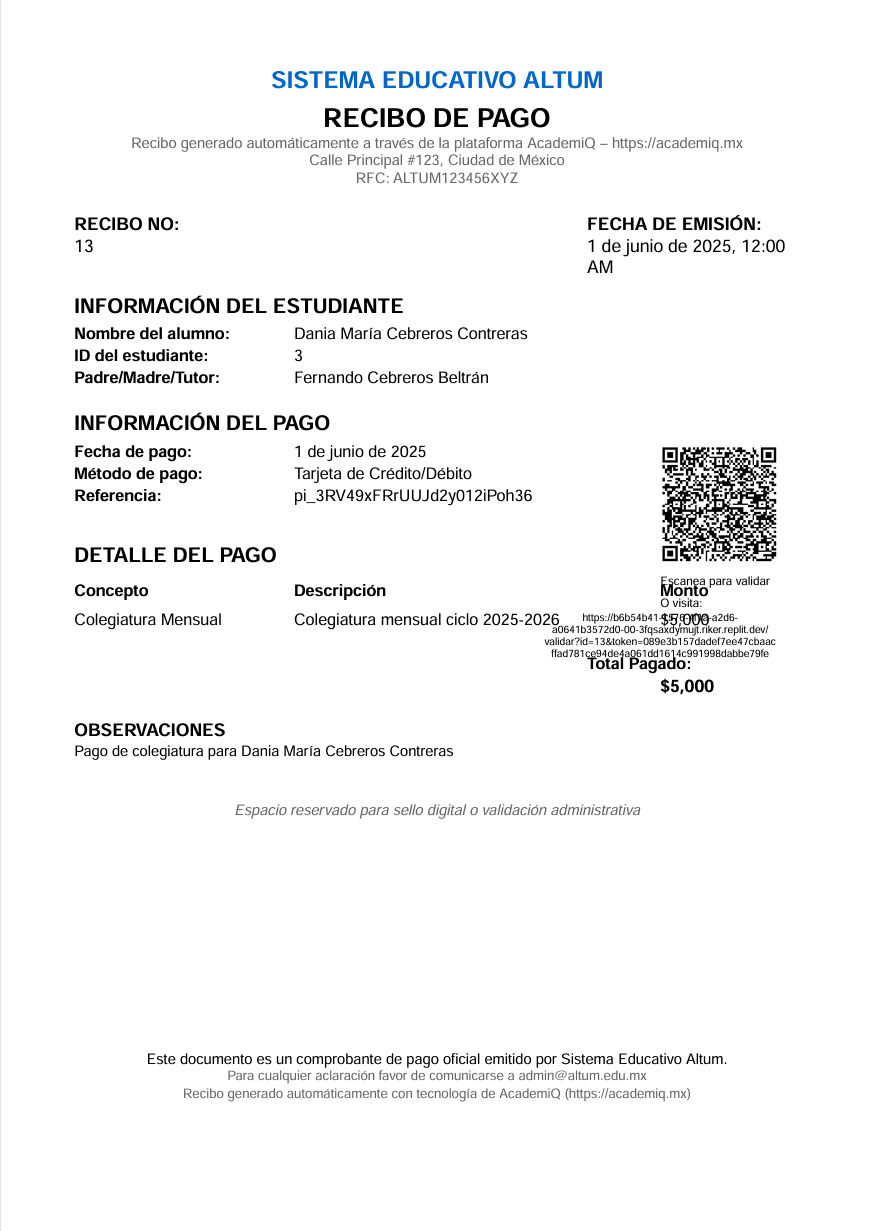 SISTEMA EDUCATIVO ALTUM
RECIBO DE PAGO
Recibo generado automáticamente a través de la plataforma AcademiQ – https://academiq.mx
Calle Principal #123, Ciudad de México
RFC: ALTUM123456XYZ
RECIBO NO:
13
FECHA DE EMISIÓN:
1 de junio de 2025, 12:00
AM
INFORMACIÓN DEL ESTUDIANTE
Nombre del alumno: Dania María Cebreros Contreras
ID del estudiante: 3
Padre/Madre/Tutor: Fernando Cebreros Beltrán
INFORMACIÓN DEL PAGO
Fecha de pago: 1 de junio de 2025
Método de pago: Tarjeta de Crédito/Débito
Referencia: pi_3RV49xFRrUUJd2y012iPoh36
Escanea para validar
O visita:
a0641b3572d0-00-3fqsaxdymujt.riker.replit.dev/
validar?id=13&token=089e3b157dadef7ee47cbaac
ffad781ce94de4a061dd1614c991998dabbe79fe
DETALLE DEL PAGO
Concepto Descripción Monto
Colegiatura Mensual Colegiatura mensual ciclo 2025-2026 $5,000
Total Pagado:
$5,000
OBSERVACIONES
Pago de colegiatura para Dania María Cebreros Contreras
Espacio reservado para sello digital o validación administrativa
Este documento es un comprobante de pago oficial emitido por Sistema Educativo Altum.
Para cualquier aclaración favor de comunicarse a admin@altum.edu.mx
Recibo generado automáticamente con tecnología de AcademiQ (https://academiq.mx)